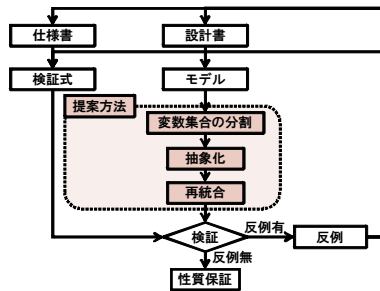 仕様書
設計書
検証式
モデル
提案方法
変数集合の分割
抽象化
再統合
検証
反例有
反例
反例無
性質保証